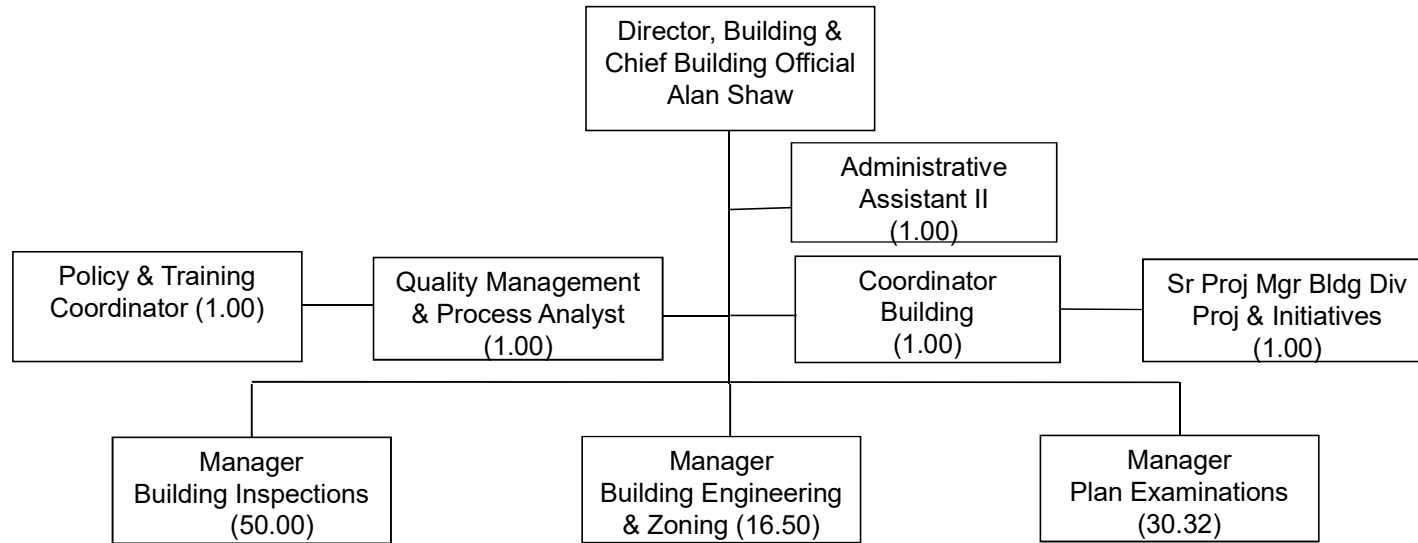 Director, Building &
Chief Building Official
Alan Shaw
Administrative
Assistant II
(1.00)
Policy & Training
Coordinator (1.00)
Quality Management
& Process Analyst
(1.00)
Coordinator
Building
(1.00)
Sr Proj Mgr Bldg Div
Proj & Initiatives
(1.00)
Manager
Building Inspections
(50.00)
Manager
Building Engineering
& Zoning (16.50)
Manager
Plan Examinations
(30.32)